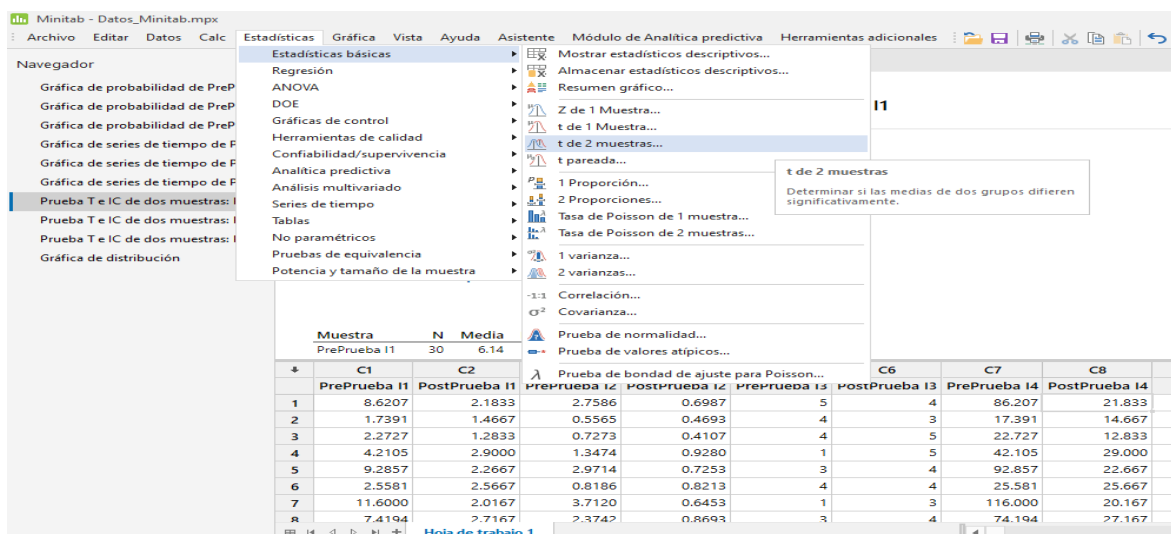 Minitab - Datos_Minitab.mpx
Archivo Editar Datos Calc Estadísticas Gráfica Vista Ayuda Asistente Módulo de Analítica predictiva Herramientas adicionales
Navegador
Gráfica de probabilidad de PreP
Gráfica de probabilidad de PreP
Gráfica de probabilidad de PreP
Gráfica de series de tiempo de
Gráfica de series de tiempo de
Gráfica de series de tiempo de
Prueba T e IC de dos muestras:
Prueba T e IC de dos muestras:
Prueba T e IC de dos muestras:
Gráfica de distribución
Estadísticas básicas
Regresión
ANOVA
DOE
Gráficas de control
Herramientas de calidad
Confiabilidad/supervivencia
Analítica predictiva
Análisis multivariado
Series de tiempo
Tablas
No paramétricos
Pruebas de equivalencia
Potencia y tamaño de la muestra
Mostrar estadísticos descriptivos...
Almacenar estadísticos descriptivos...
Resumen gráfico...
Z de 1 Muestra...
t de 1 Muestra...
t de 2 muestras...
t pareada...
1 Proporción...
2 Proporciones...
Tasa de Poisson de 1 muestra...
Tasa de Poisson de 2 muestras...
1 varianza...
2 varianzas...
-1:1 Correlación...
σ² Covarianza...
Prueba de normalidad...
Prueba de valores atípicos...
λ Prueba de bondad de ajuste para Poisson...
I1
t de 2 muestras
Determinar si las medias de dos grupos difieren
significativamente.
Muestra N Media
PrePrueba I1 30 6.14
C1 C2 C6 C7 C8
PrePrueba I1 PostPrueba I1 PrePrueba I2 PostPrueba I2 PrePrueba I3 PostPrueba I3 PrePrueba I4 PostPrueba I4
1 8.6207 2.1833 2.7586 0.6987 5 4 86.207 21.833
2 1.7391 1.4667 0.5565 0.4693 4 3 17.391 14.667
3 2.2727 1.2833 0.7273 0.4107 4 5 22.727 12.833
4 4.2105 2.9000 1.3474 0.9280 1 5 42.105 29.000
5 9.2857 2.2667 2.9714 0.7253 3 4 92.857 22.667
6 2.5581 2.5667 0.8186 0.8213 4 4 25.581 25.667
7 11.6000 2.0167 3.7120 0.6453 1 3 116.000 20.167
8 7.4194 2.7167 2.3742 0.8693 3 4 74.194 27.167
Hoja de trabajo 1